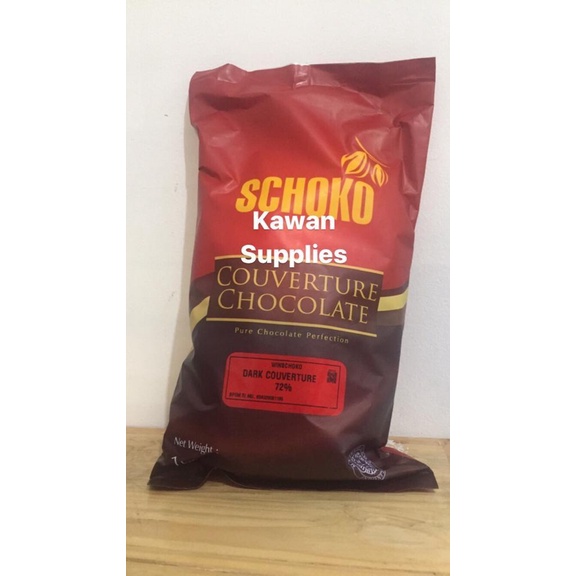 SCHOKO
Kawan
Supplies
COUVERTURE
CHOCOLATE
Pure Chocolate Perfection
DARK COUVERTURE
72%
Net Weight